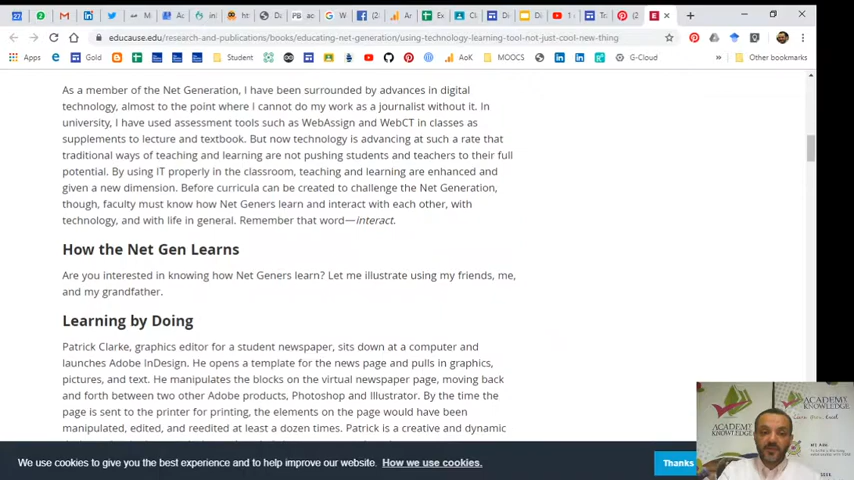 educause.edu/research-and-publications/books/educating-net-generation/using-technology-learning-tool-not-just-cool-new-thing
Apps Gold Student AoK MOOCS G-Cloud » Other bookmarks
As a member of the Net Generation, I have been surrounded by advances in digital
technology, almost to the point where I cannot do my work as a journalist without it. In
university, I have used assessment tools such as WebAssign and WebCT in classes as
supplements to lecture and textbook. But now technology is advancing at such a rate that
traditional ways of teaching and learning are not pushing students and teachers to their full
potential. By using IT properly in the classroom, teaching and learning are enhanced and
given a new dimension. Before curricula can be created to challenge the Net Generation,
though, faculty must know how Net Geners learn and interact with each other, with
technology, and with life in general. Remember that word—interact.
How the Net Gen Learns
Are you interested in knowing how Net Geners learn? Let me illustrate using my friends, me,
and my grandfather.
Learning by Doing
Patrick Clarke, graphics editor for a student newspaper, sits down at a computer and
launches Adobe InDesign. He opens a template for the news page and pulls in graphics,
pictures, and text. He manipulates the blocks on the virtual newspaper page, moving back
and forth between two other Adobe products, Photoshop and Illustrator. By the time the
page is sent to the printer for printing, the elements on the page would have been
manipulated, edited, and reedited at least a dozen times. Patrick is a creative and dynamic
We use cookies to give you the best experience and to help improve our website. How we use cookies.
Thanks
ACADEMY
KNOWLEDGE
ACADEMY
KNOWLEDGE